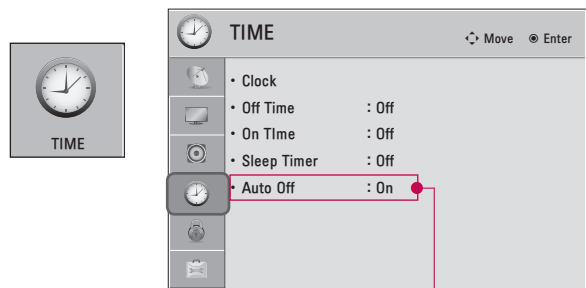 TIME
TIME
Move Enter
• Clock
• Off Time : Off
• On TIme : Off
• Sleep Timer : Off
• Auto Off : On